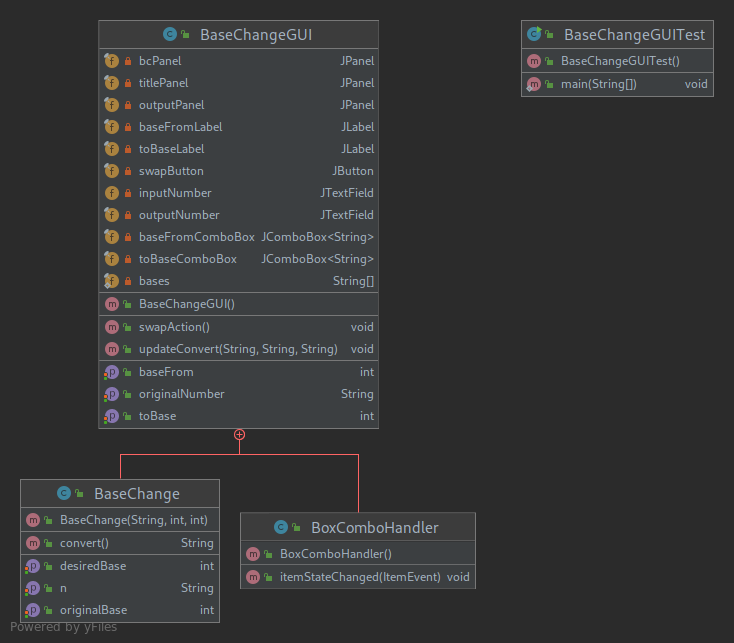 BaseChangeGUI
bcPanel JPanel
titlePanel JPanel
outputPanel JPanel
baseFromLabel JLabel
toBaseLabel JLabel
swapButton JButton
inputNumber JTextField
outputNumber JTextField
baseFromComboBox JComboBox<String>
toBaseComboBox JComboBox<String>
bases String[]
BaseChangeGUI()
swapAction() void
updateConvert(String, String, String) void
baseFrom int
originalNumber String
toBase int
BaseChangeGUITest
BaseChangeGUITest()
main(String[]) void
BaseChange
BaseChange(String, int, int)
convert() String
desiredBase int
n String
originalBase int
BoxComboHandler
BoxComboHandler()
itemStateChanged(ItemEvent) void
Powered by yFiles